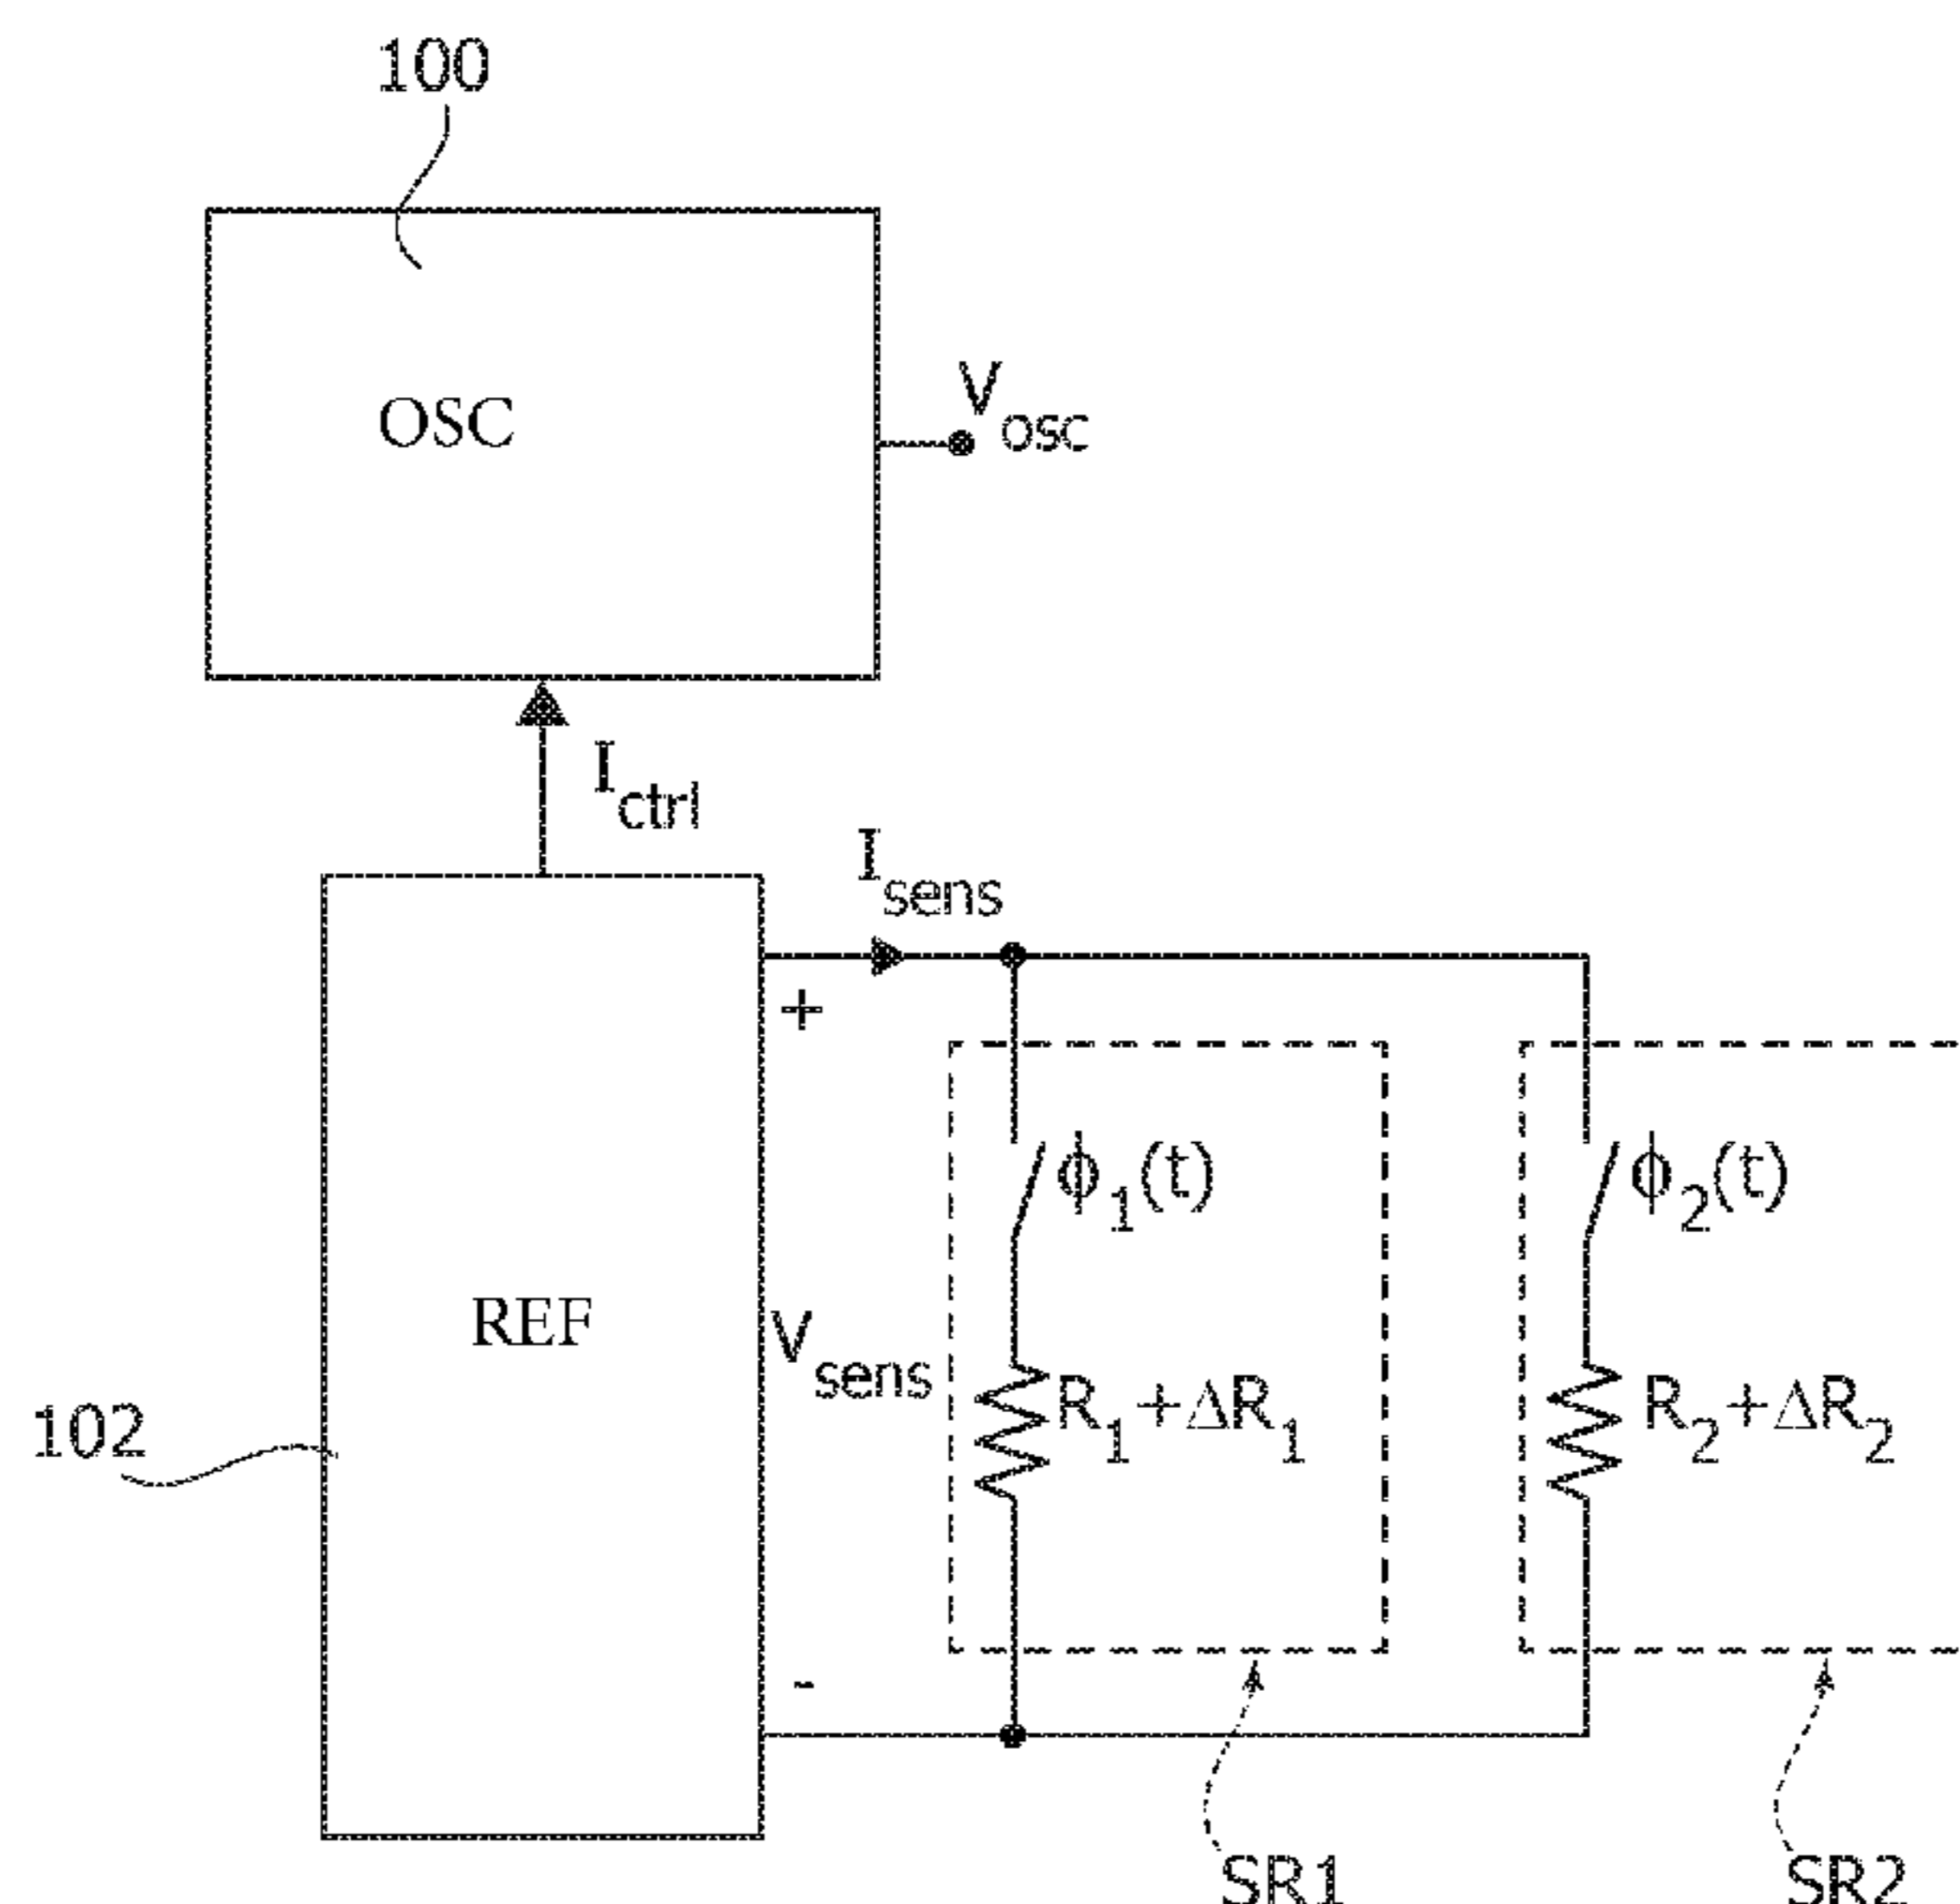 100
OSC
Vosc
Ictrl
Isens
+
ϕ1(t)
ϕ2(t)
REF
Vsens
R1+ΔR1
R2+ΔR2
102
-
SR1
SR2